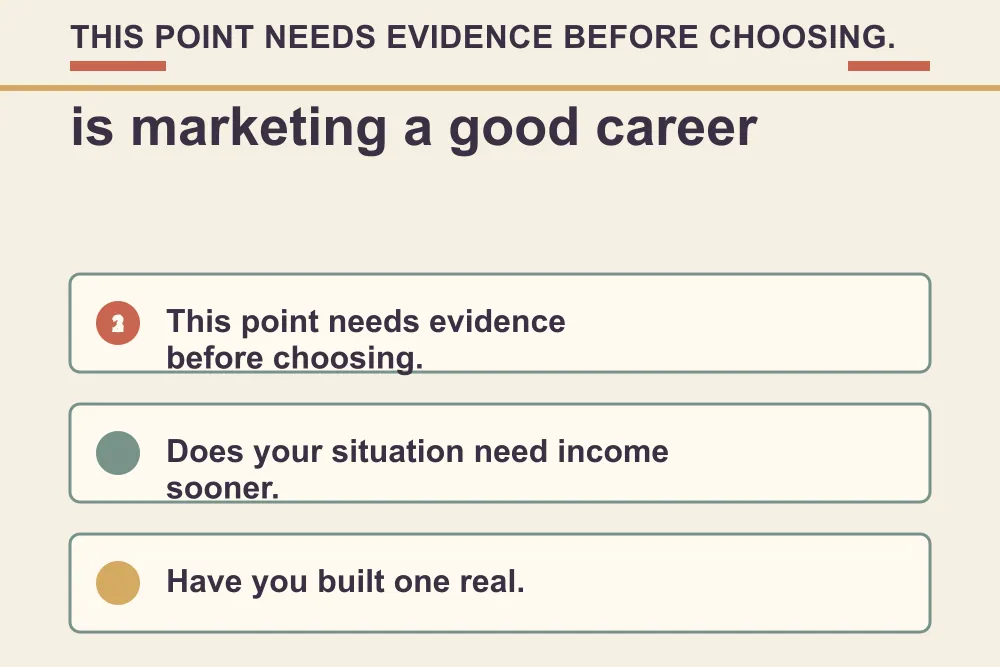 THIS POINT NEEDS EVIDENCE BEFORE CHOOSING.
is marketing a good career
This point needs evidence
before choosing.
Does your situation need income
sooner.
Have you built one real.